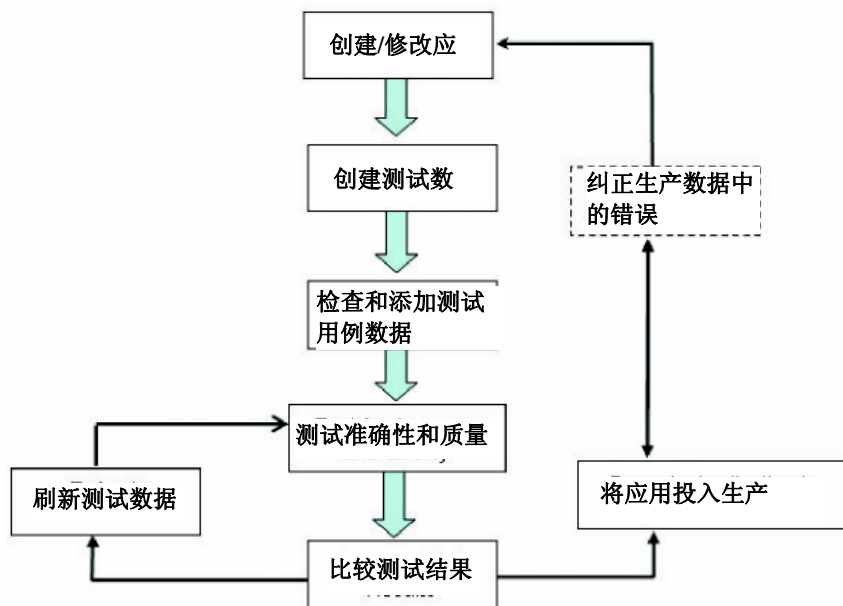 创建/修改应
创建测试数
纠正生产数据中
的错误
检查和添加测试
用例数据
测试准确性和质量
刷新测试数据
将应用投入生产
比较测试结果